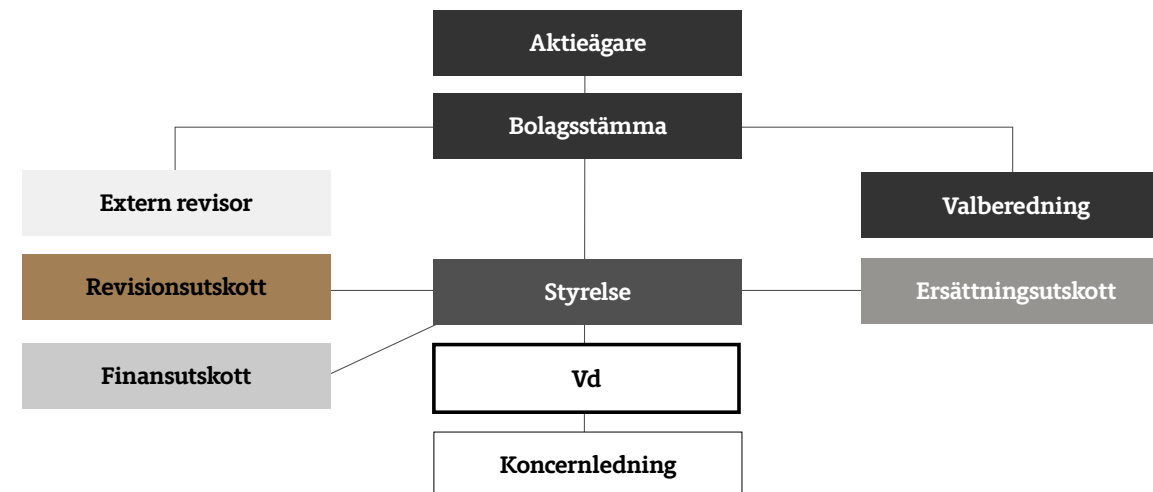 Aktieägare
Bolagsstämma
Extern revisor
Valberedning
Revisionsutskott
Styrelse
Ersättningsutskott
Finansutskott
Vd
Koncernledning